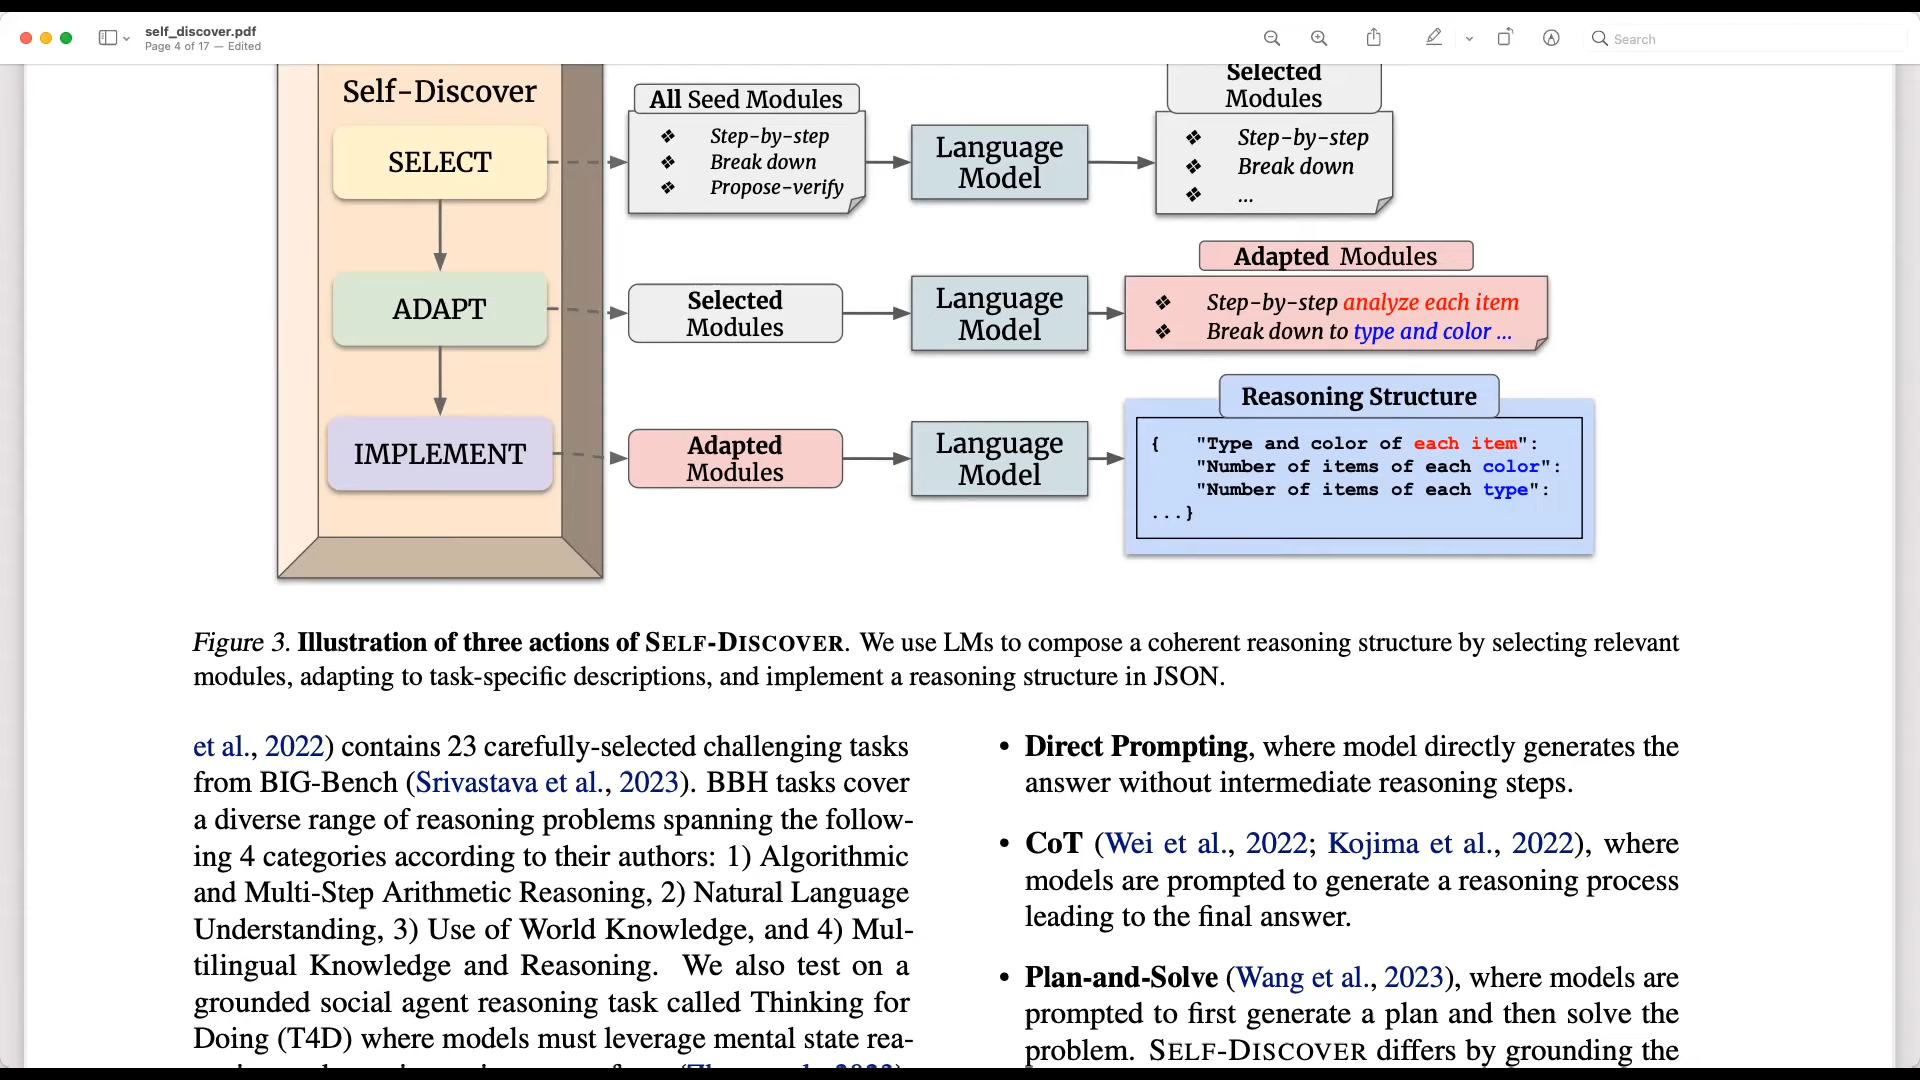 self_discover.pdf
Page 4 of 17 — Edited
Search
Self-Discover
SELECT
ADAPT
IMPLEMENT
All Seed Modules
❖ Step-by-step
❖ Break down
❖ Propose-verify
Language
Model
Selected
Modules
❖ Step-by-step
❖ Break down
❖ ...
Selected
Modules
Language
Model
Adapted Modules
❖ Step-by-step analyze each item
❖ Break down to type and color ...
Adapted
Modules
Language
Model
Reasoning Structure
{ "Type and color of each item":
"Number of items of each color":
"Number of items of each type":
...}
Figure 3. Illustration of three actions of SELF-DISCOVER. We use LMs to compose a coherent reasoning structure by selecting relevant
modules, adapting to task-specific descriptions, and implement a reasoning structure in JSON.
et al., 2022) contains 23 carefully-selected challenging tasks
from BIG-Bench (Srivastava et al., 2023). BBH tasks cover
a diverse range of reasoning problems spanning the follow-
ing 4 categories according to their authors: 1) Algorithmic
and Multi-Step Arithmetic Reasoning, 2) Natural Language
Understanding, 3) Use of World Knowledge, and 4) Mul-
tilingual Knowledge and Reasoning. We also test on a
grounded social agent reasoning task called Thinking for
Doing (T4D) where models must leverage mental state rea-
• Direct Prompting, where model directly generates the
answer without intermediate reasoning steps.
• CoT (Wei et al., 2022; Kojima et al., 2022), where
models are prompted to generate a reasoning process
leading to the final answer.
• Plan-and-Solve (Wang et al., 2023), where models are
prompted to first generate a plan and then solve the
problem. SELF-DISCOVER differs by grounding the